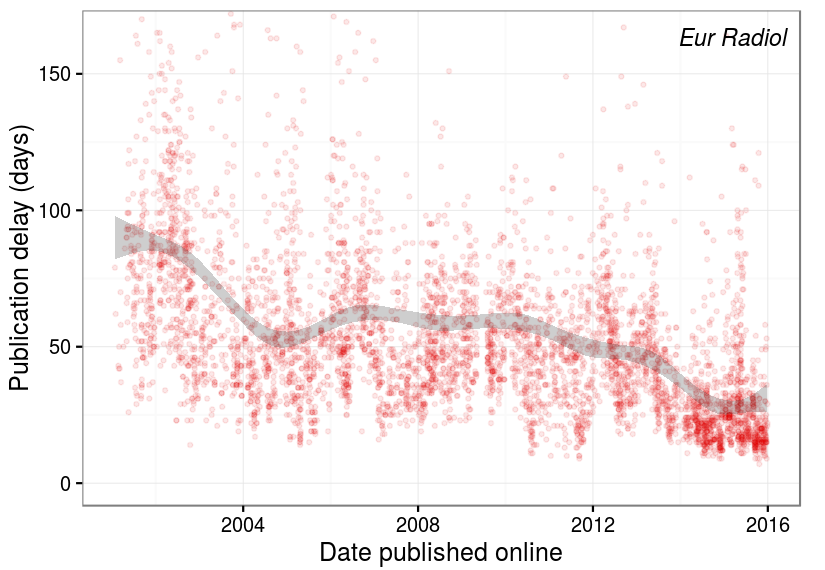 Eur Radiol
150
100
50
0
Publication delay (days)
2004 2008 2012 2016
Date published online